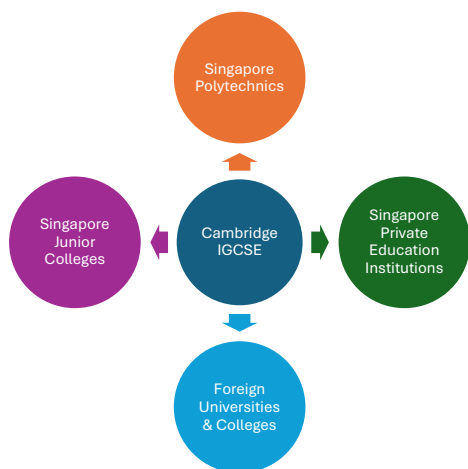 Singapore
Polytechnics
Singapore
Junior
Colleges
Cambridge
IGCSE
Singapore
Private
Education
Institutions
Foreign
Universities
& Colleges